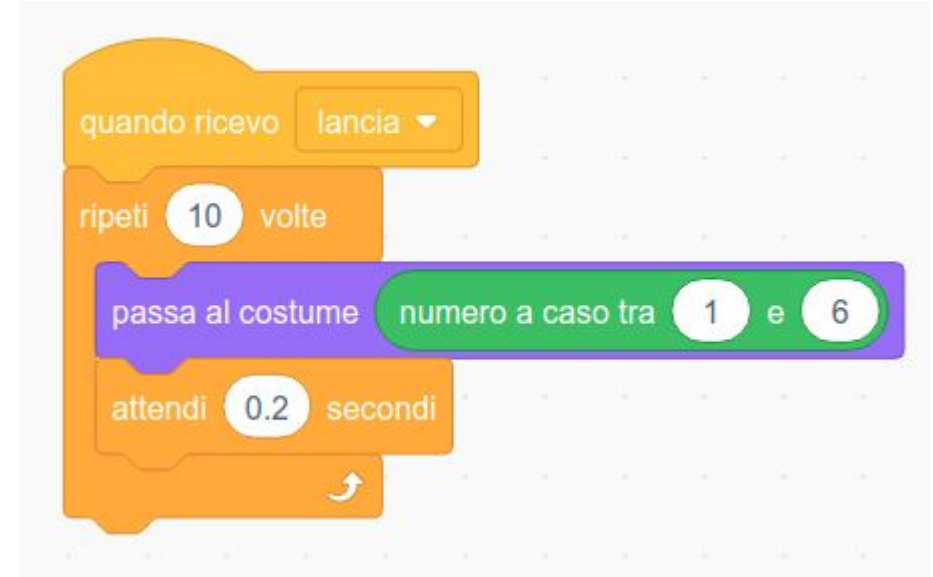 quando ricevo lancia
ripeti 10 volte
passa al costume numero a caso tra 1 e 6
attendi 0.2 secondi